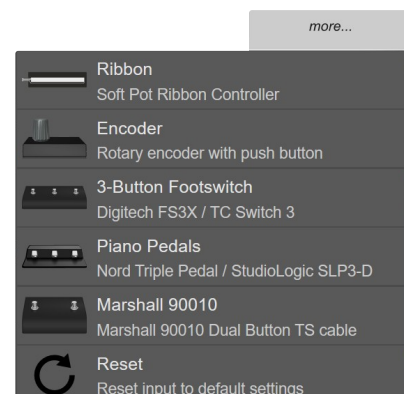 more...
Ribbon
Soft Pot Ribbon Controller
Encoder
Rotary encoder with push button
3-Button Footswitch
Digitech FS3X / TC Switch 3
Piano Pedals
Nord Triple Pedal / StudioLogic SLP3-D
Marshall 90010
Marshall 90010 Dual Button TS cable
Reset
Reset input to default settings